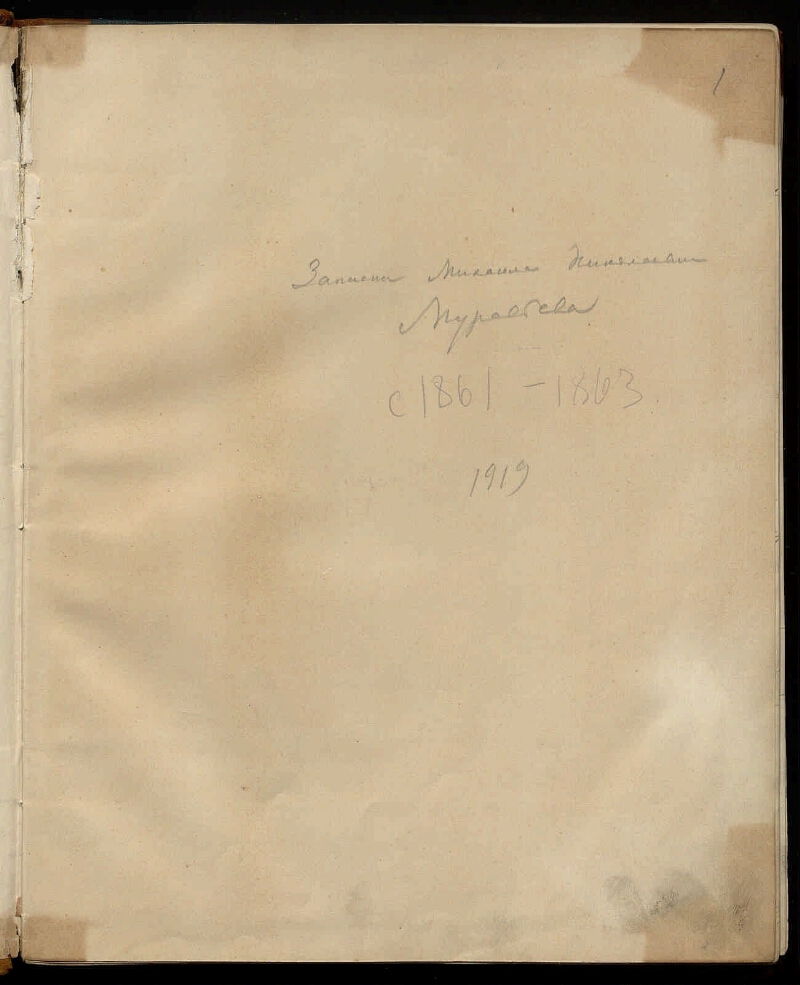 1
Записки Михаила Николаевича
Муравьева
с 1861 – 1863
1919